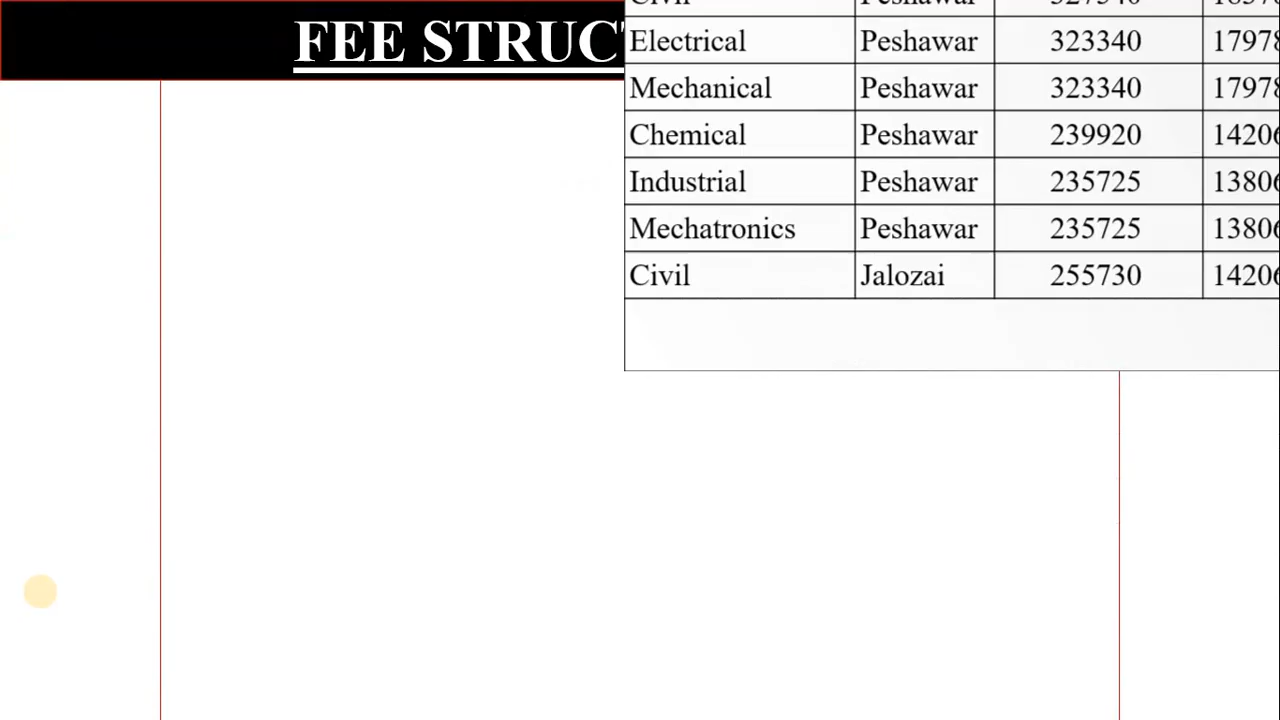 FEE STRUC
Electrical Peshawar 323340
Mechanical Peshawar 323340
Chemical Peshawar 239920
Industrial Peshawar 235725
Mechatronics Peshawar 235725
Civil Jalozai 255730